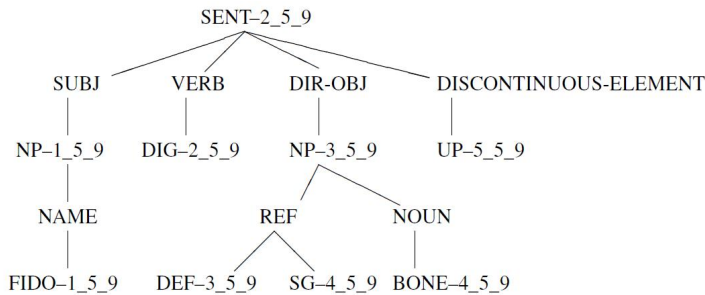 SENT–2_5_9
SUBJ VERB DIR-OBJ DISCONTINUOUS-ELEMENT
NP–1_5_9 DIG–2_5_9 NP–3_5_9 UP–5_5_9
NAME REF NOUN
FIDO–1_5_9 DEF–3_5_9 SG–4_5_9 BONE–4_5_9